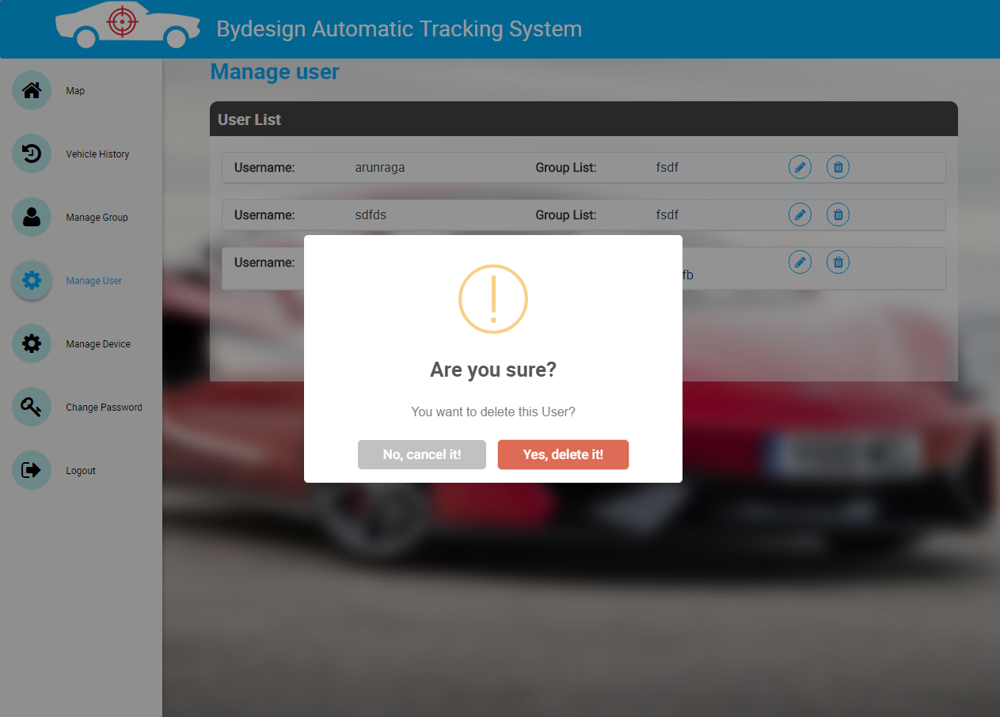 Bydesign Automatic Tracking System
Map
Vehicle History
Manage Group
Manage User
Manage Device
Change Password
Logout
Manage user
User List
Username: arunraga Group List: fsdf
Username: sdfds Group List: fsdf
Username:
fb
Are you sure?
You want to delete this User?
No, cancel it! Yes, delete it!